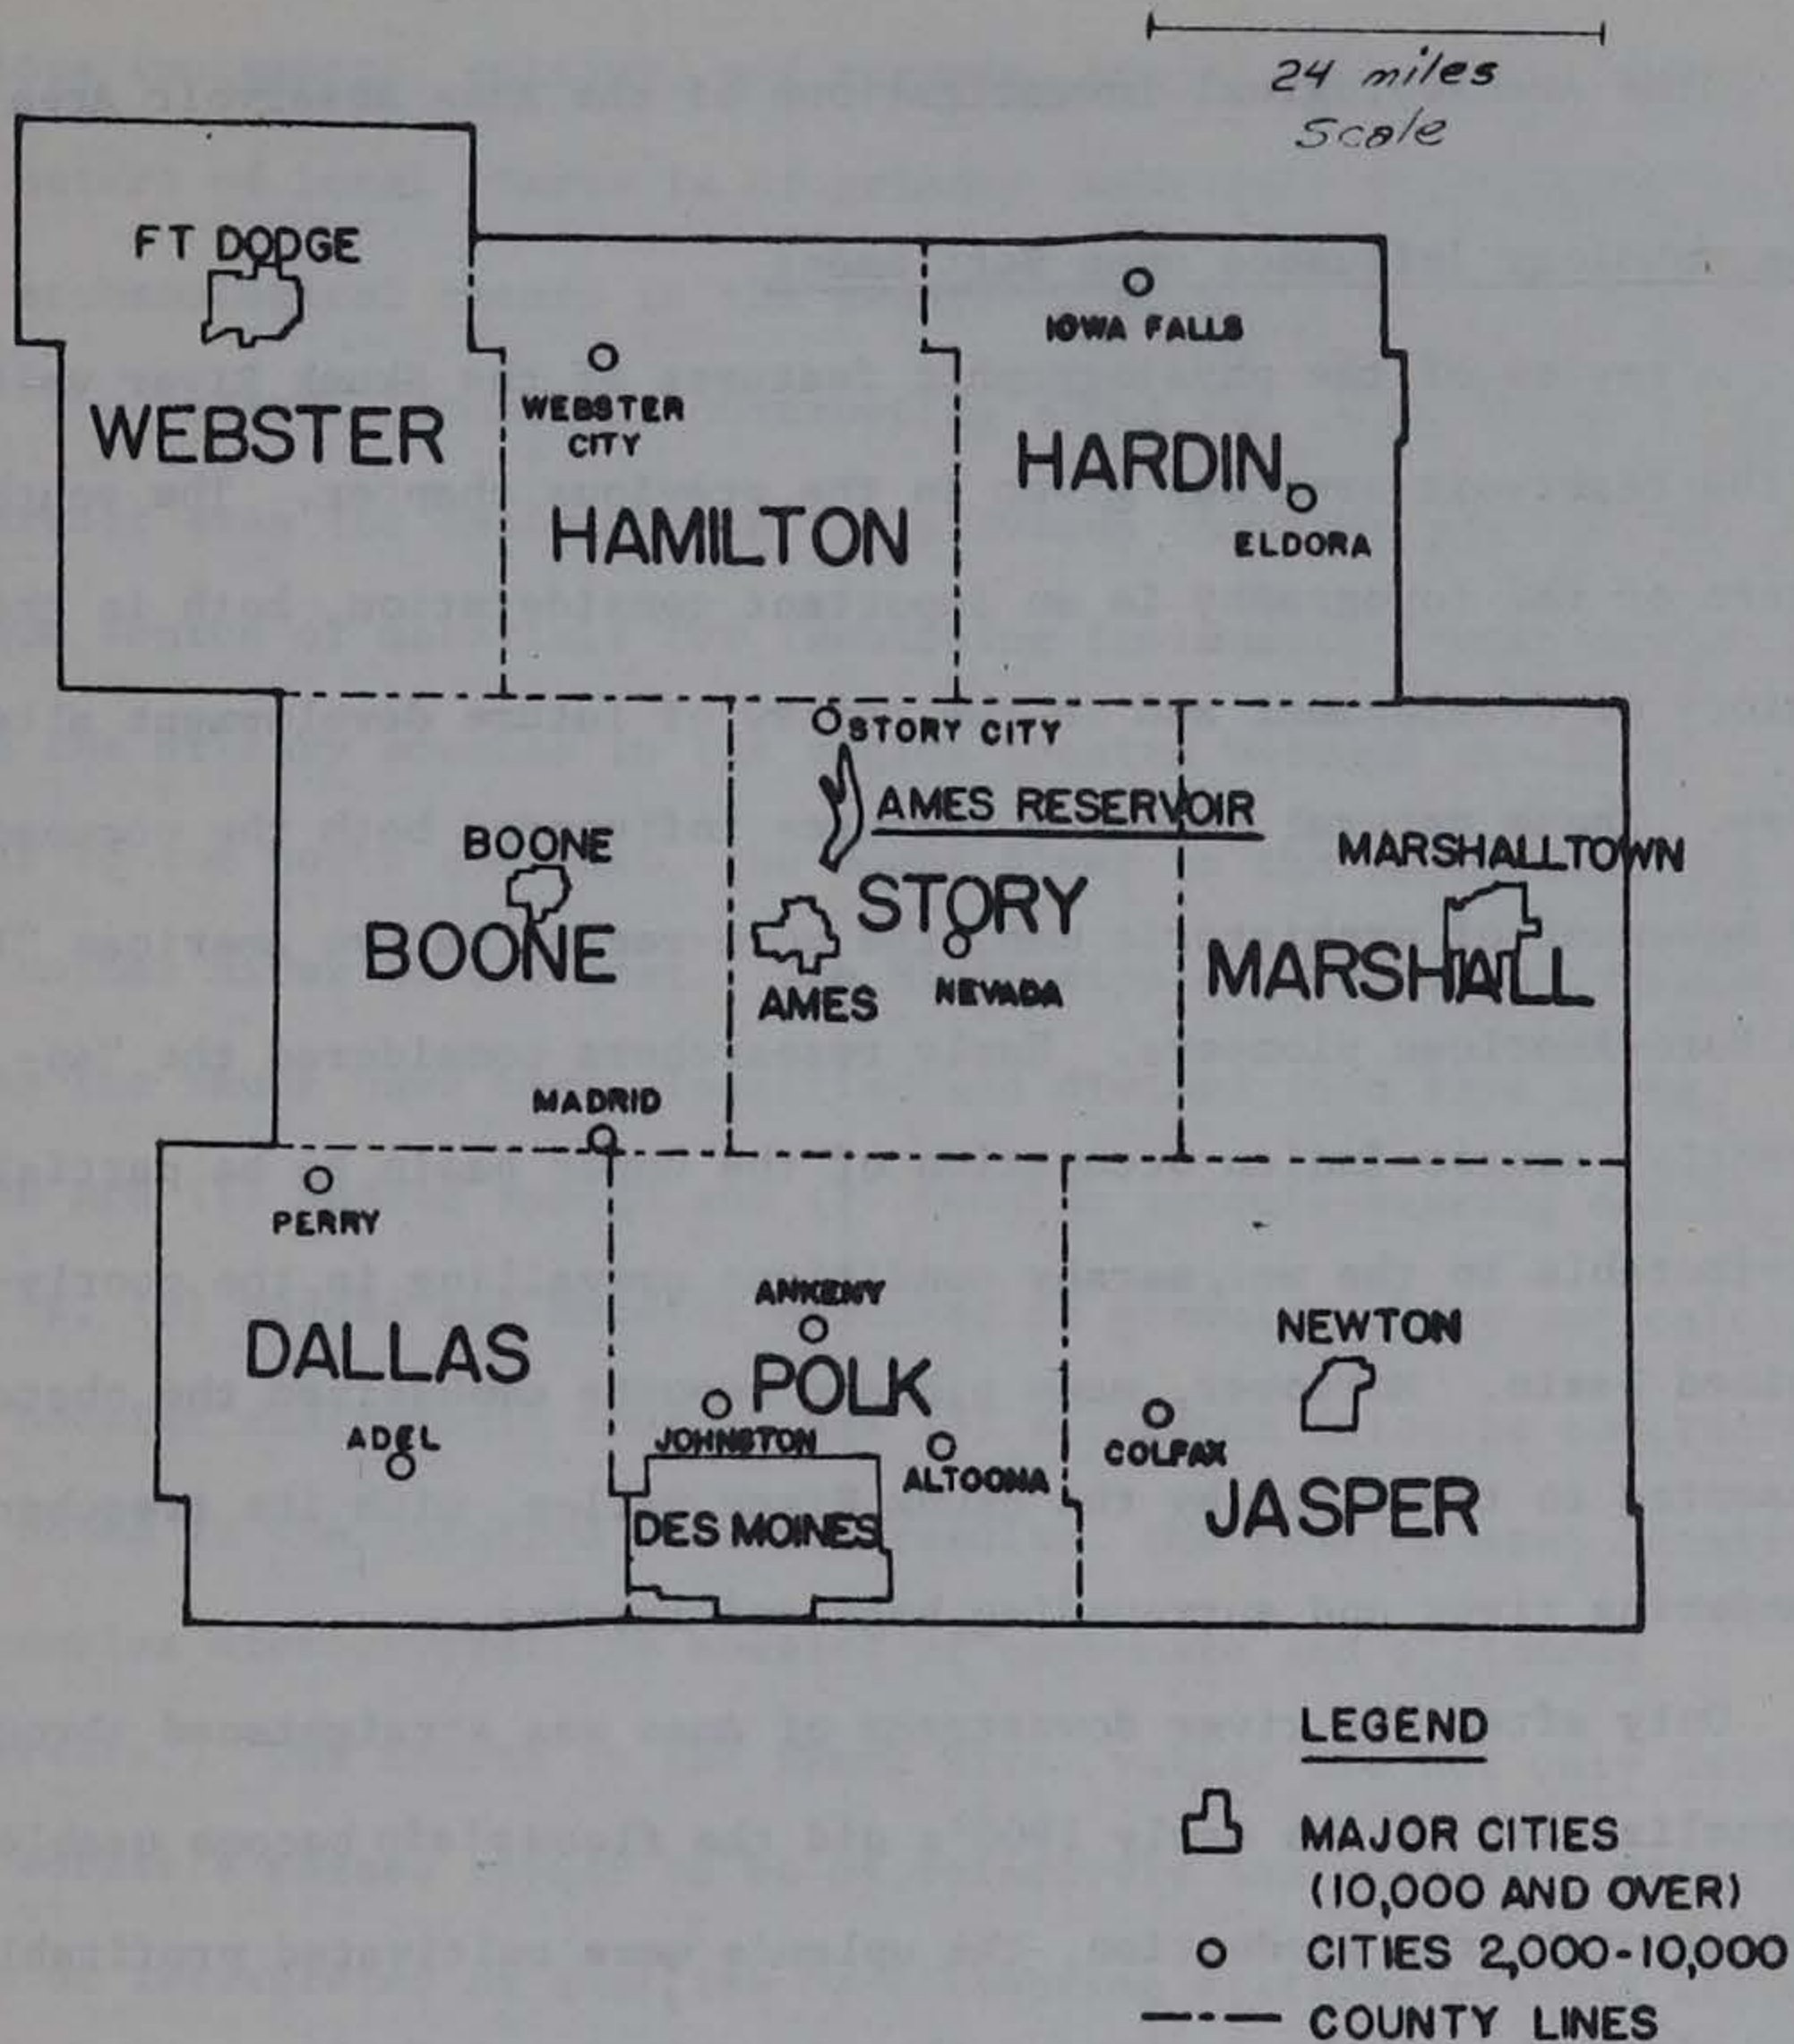 24 miles
Scale
FT DODGE
IOWA FALLS
WEBSTER
WEBSTER
CITY
HARDIN
HAMILTON
ELDORA
STORY CITY
AMES RESERVOIR
BOONE
MARSHALLTOWN
STORY
BOONE
MARSHALL
AMES
NEVADA
MADRID
PERRY
ANKENY
NEWTON
DALLAS
POLK
ADEL
JOHNSTON
COLFAX
ALTOONA
JASPER
DES MOINES
LEGEND
MAJOR CITIES
(10,000 AND OVER)
CITIES 2,000-10,000
COUNTY LINES